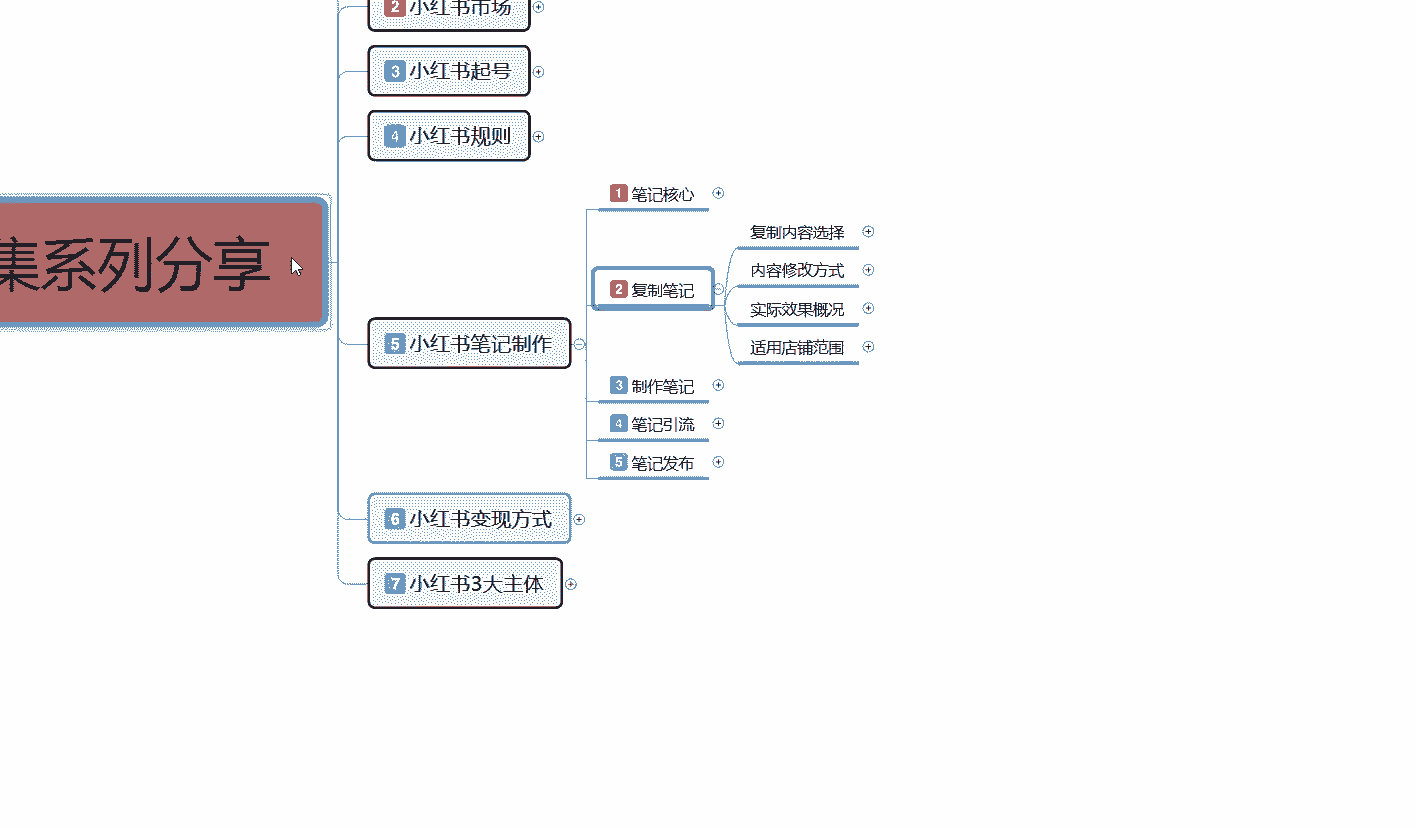 2 小红书市场
3 小红书起号
4 小红书规则
集系列分享
5 小红书笔记制作
1 笔记核心
2 复制笔记
复制内容选择
内容修改方式
实际效果概况
适用店铺范围
3 制作笔记
4 笔记引流
5 笔记发布
6 小红书变现方式
7 小红书3大主体